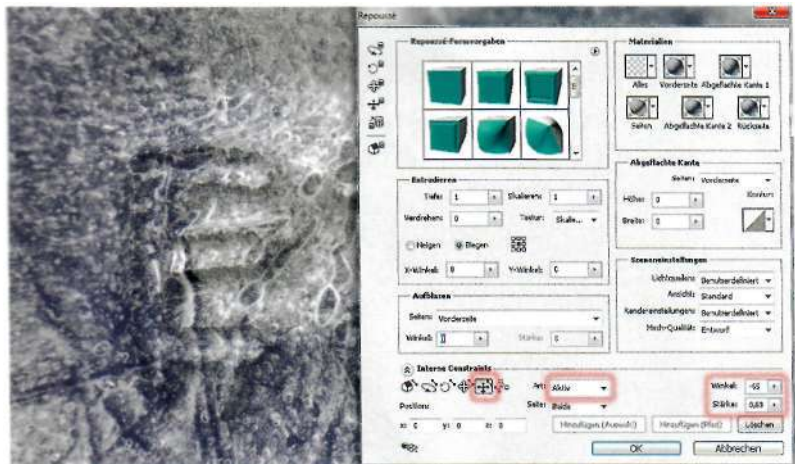 Repoussé
Repoussé-Formvorgaben
Materialien
Alles Vorderseite Abgeflachte Kante 1
Seiten Abgeflachte Kante 2 Rückseite
Extrudieren
Tiefe: 1 Skalieren: 1
Verdrehen: 0 Textur: Skalie...
Neigen Biegen
X-Winkel: 0 Y-Winkel: 0
Abgeflachte Kante
Seiten: Vorderseite
Höhe: 0 Kontur:
Breite: 0
Szeneneinstellungen
Lichtquellen: Benutzerdefiniert
Ansicht: Standard
Rendereinstellungen: Benutzerdefiniert
Mesh-Qualität: Entwurf
Aufblasen
Seiten: Vorderseite
Winkel: 0 Stärke: 0
Interne Constraints
Art: Aktiv Winkel: -65
Position: Seite: Beide Stärke: 0,83
x: 0 y: 0 z: 0 Hinzufügen (Auswahl) Hinzufügen (Pfad) Löschen
OK Abbrechen